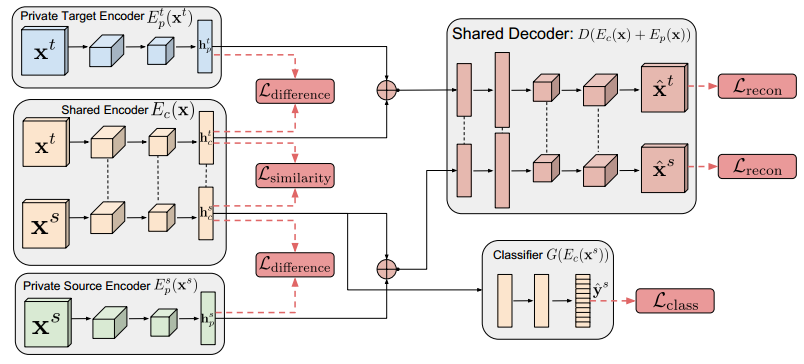 Private Target Encoder $E_p^t(\mathbf{x}^t)$
$\mathbf{x}^t$
$\mathbf{h}_p^t$
$\mathcal{L}_{\text{difference}}$
Shared Encoder $E_c(\mathbf{x})$
$\mathbf{x}^t$
$\mathbf{h}_c^t$
$\mathcal{L}_{\text{similarity}}$
$\mathbf{x}^s$
$\mathbf{h}_c^s$
$\mathcal{L}_{\text{difference}}$
Private Source Encoder $E_p^s(\mathbf{x}^s)$
$\mathbf{x}^s$
$\mathbf{h}_p^s$
Shared Decoder: $D(E_c(\mathbf{x}) + E_p(\mathbf{x}))$
$\hat{\mathbf{x}}^t$
$\mathcal{L}_{\text{recon}}$
$\hat{\mathbf{x}}^s$
$\mathcal{L}_{\text{recon}}$
Classifier $G(E_c(\mathbf{x}^s))$
$\hat{\mathbf{y}}^s$
$\mathcal{L}_{\text{class}}$